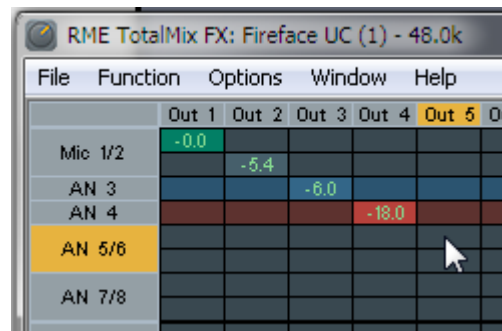 RME TotalMix FX: Fireface UC (1) - 48.0k
File Function Options Window Help
Out 1 Out 2 Out 3 Out 4 Out 5 O
Mic 1/2 -0.0
-5.4
AN 3 -6.0
AN 4 -18.0
AN 5/6
AN 7/8